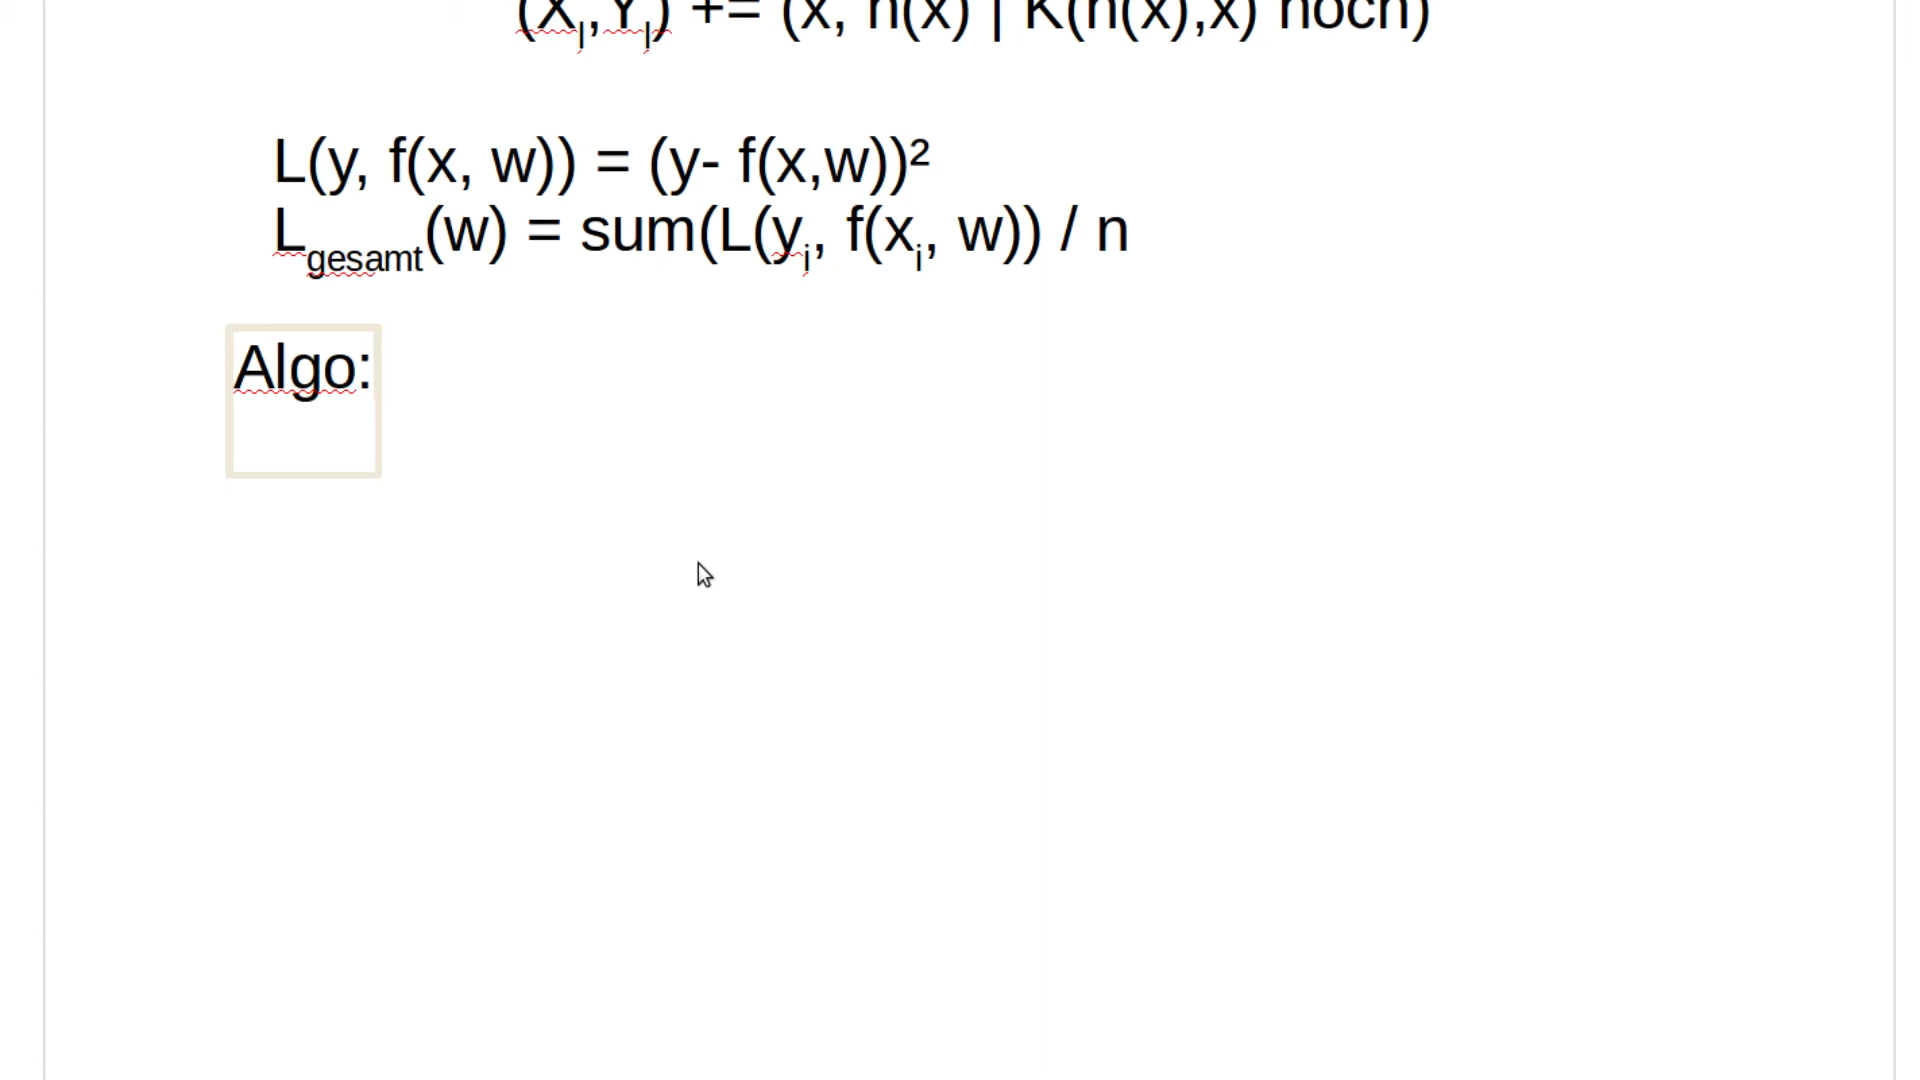 (X_l,Y_l) += (x, h(x) | K(h(x),x) hoch)
L(y, f(x, w)) = (y- f(x,w))²
L_gesamt(w) = sum(L(y_i, f(x_i, w)) / n
Algo: